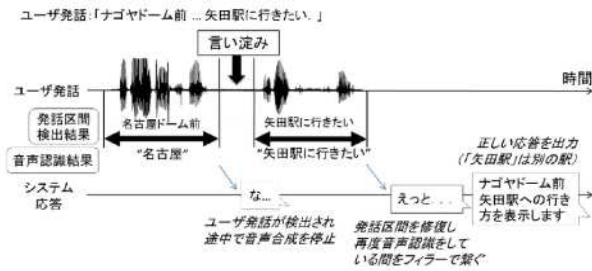 ユーザ発話:「ナゴヤドーム前 ... 矢田駅に行きたい. 」
言い淀み
時間
ユーザ発話
発話区間
検出結果
名古屋ドーム前
矢田駅に行きたい
音声認識結果
“名古屋”
“矢田駅に行きたい”
正しい応答を出力
(「矢田駅」は別の駅)
システム
応答
な...
えっと. . .
ナゴヤドーム前
矢田駅への行き
方を表示します
ユーザ発話が検出され
途中で音声合成を停止
発話区間を修復し
再度音声認識をして
いる間をフィラーで繋ぐ